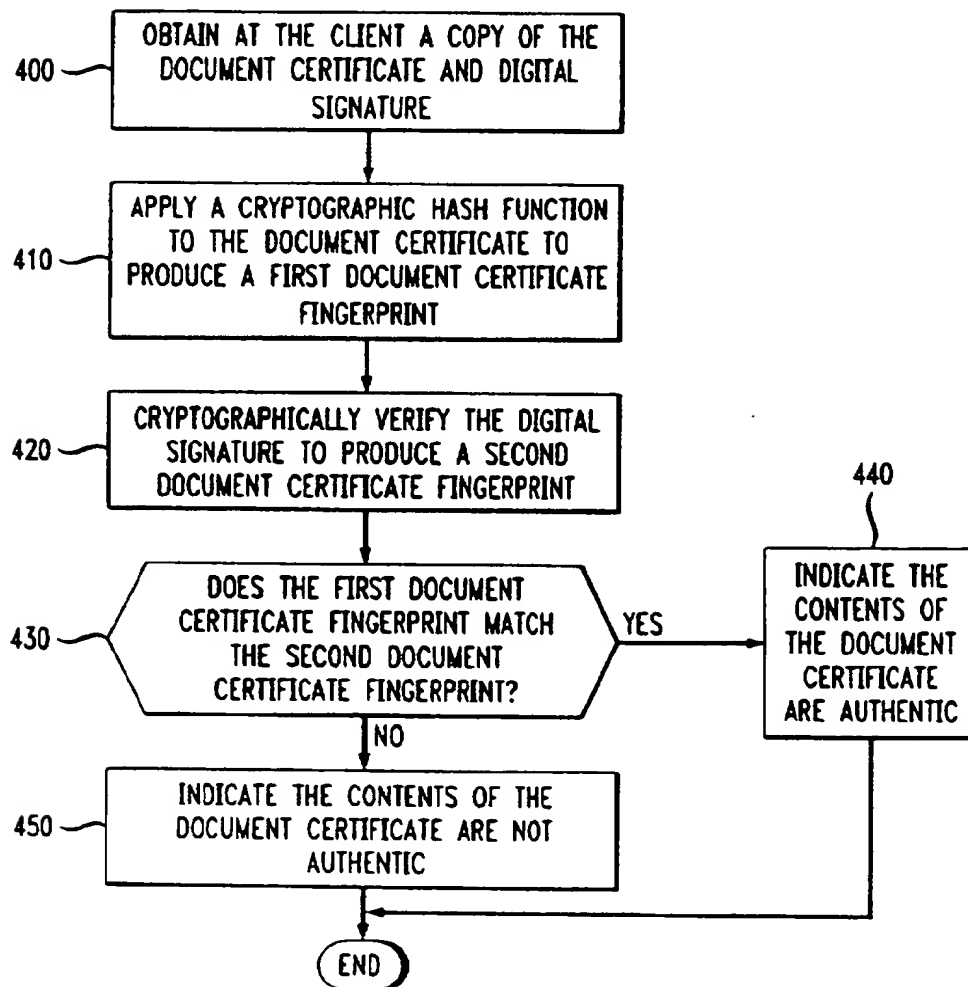 400
OBTAIN AT THE CLIENT A COPY OF THE
DOCUMENT CERTIFICATE AND DIGITAL
SIGNATURE
410
APPLY A CRYPTOGRAPHIC HASH FUNCTION
TO THE DOCUMENT CERTIFICATE TO
PRODUCE A FIRST DOCUMENT CERTIFICATE
FINGERPRINT
420
CRYPTOGRAPHICALLY VERIFY THE DIGITAL
SIGNATURE TO PRODUCE A SECOND
DOCUMENT CERTIFICATE FINGERPRINT
430
DOES THE FIRST DOCUMENT
CERTIFICATE FINGERPRINT MATCH
THE SECOND DOCUMENT
CERTIFICATE FINGERPRINT?
YES
440
INDICATE THE
CONTENTS OF
THE DOCUMENT
CERTIFICATE
ARE AUTHENTIC
NO
450
INDICATE THE CONTENTS OF THE
DOCUMENT CERTIFICATE ARE NOT
AUTHENTIC
END